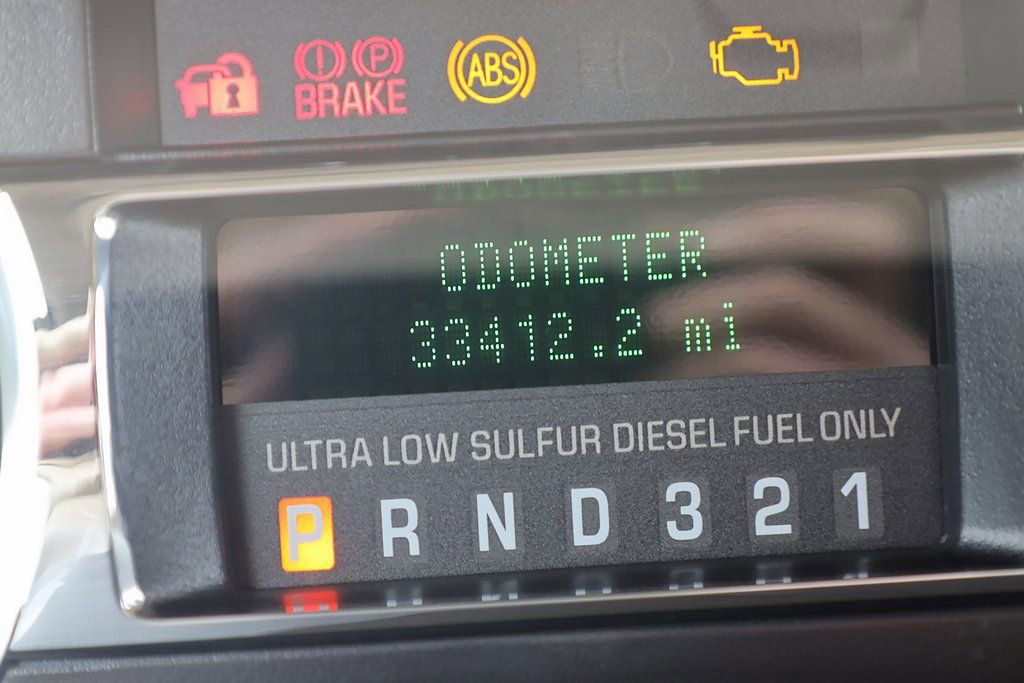 BRAKE ABS
ODOMETER
33412.2 mi
ULTRA LOW SULFUR DIESEL FUEL ONLY
P R N D 3 2 1